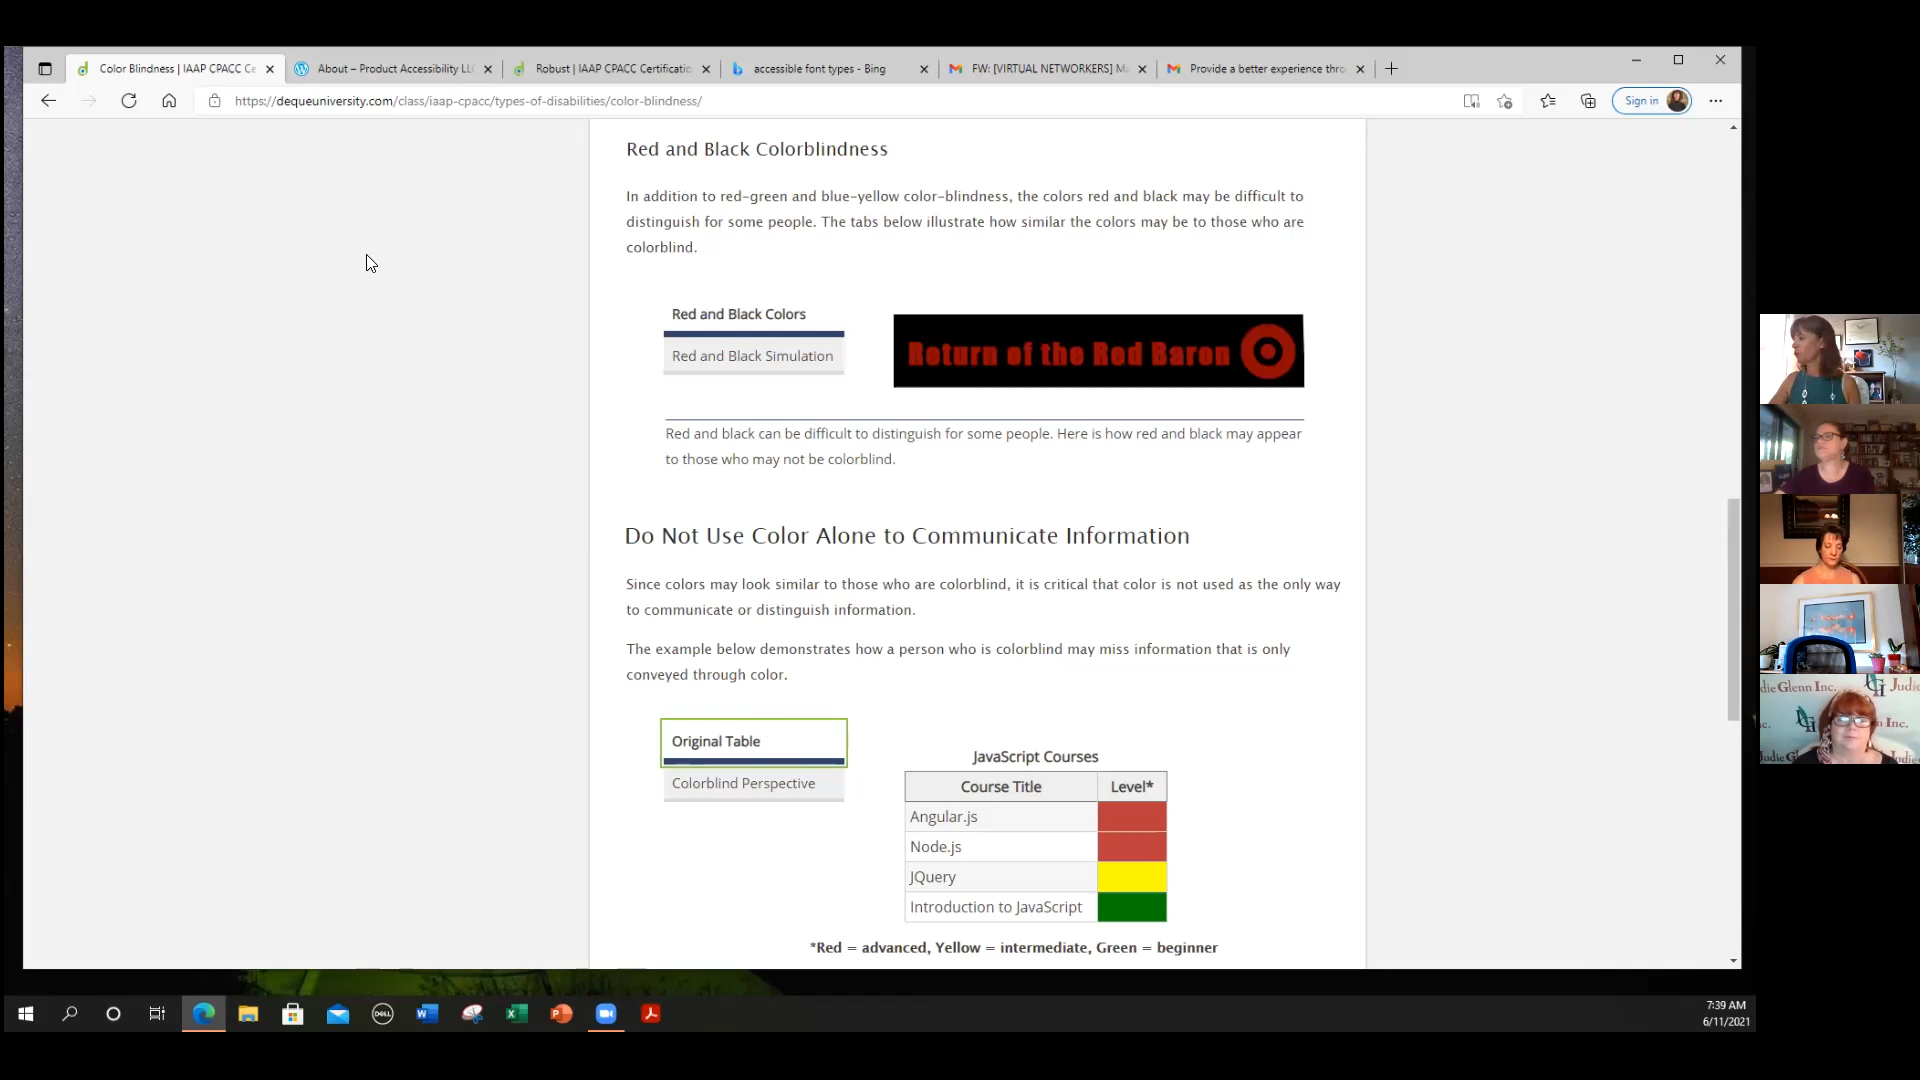 Color Blindness | IAAP CPACC Ce
About – Product Accessibility LL
Robust | IAAP CPACC Certificatio
accessible font types - Bing
FW: [VIRTUAL NETWORKERS] M
Provide a better experience thro
https://dequeuniversity.com/class/iaap-cpacc/types-of-disabilities/color-blindness/
Sign in
Red and Black Colorblindness
In addition to red-green and blue-yellow color-blindness, the colors red and black may be difficult to
distinguish for some people. The tabs below illustrate how similar the colors may be to those who are
colorblind.
Red and Black Colors
Red and Black Simulation
Return of the Red Baron
Red and black can be difficult to distinguish for some people. Here is how red and black may appear
to those who may not be colorblind.
Do Not Use Color Alone to Communicate Information
Since colors may look similar to those who are colorblind, it is critical that color is not used as the only way
to communicate or distinguish information.
The example below demonstrates how a person who is colorblind may miss information that is only
conveyed through color.
Original Table
Colorblind Perspective
JavaScript Courses
Course Title Level*
Angular.js
Node.js
JQuery
Introduction to JavaScript
*Red = advanced, Yellow = intermediate, Green = beginner
die Glenn Inc. JG Judie
nn Inc.
DELL
7:39 AM
6/11/2021